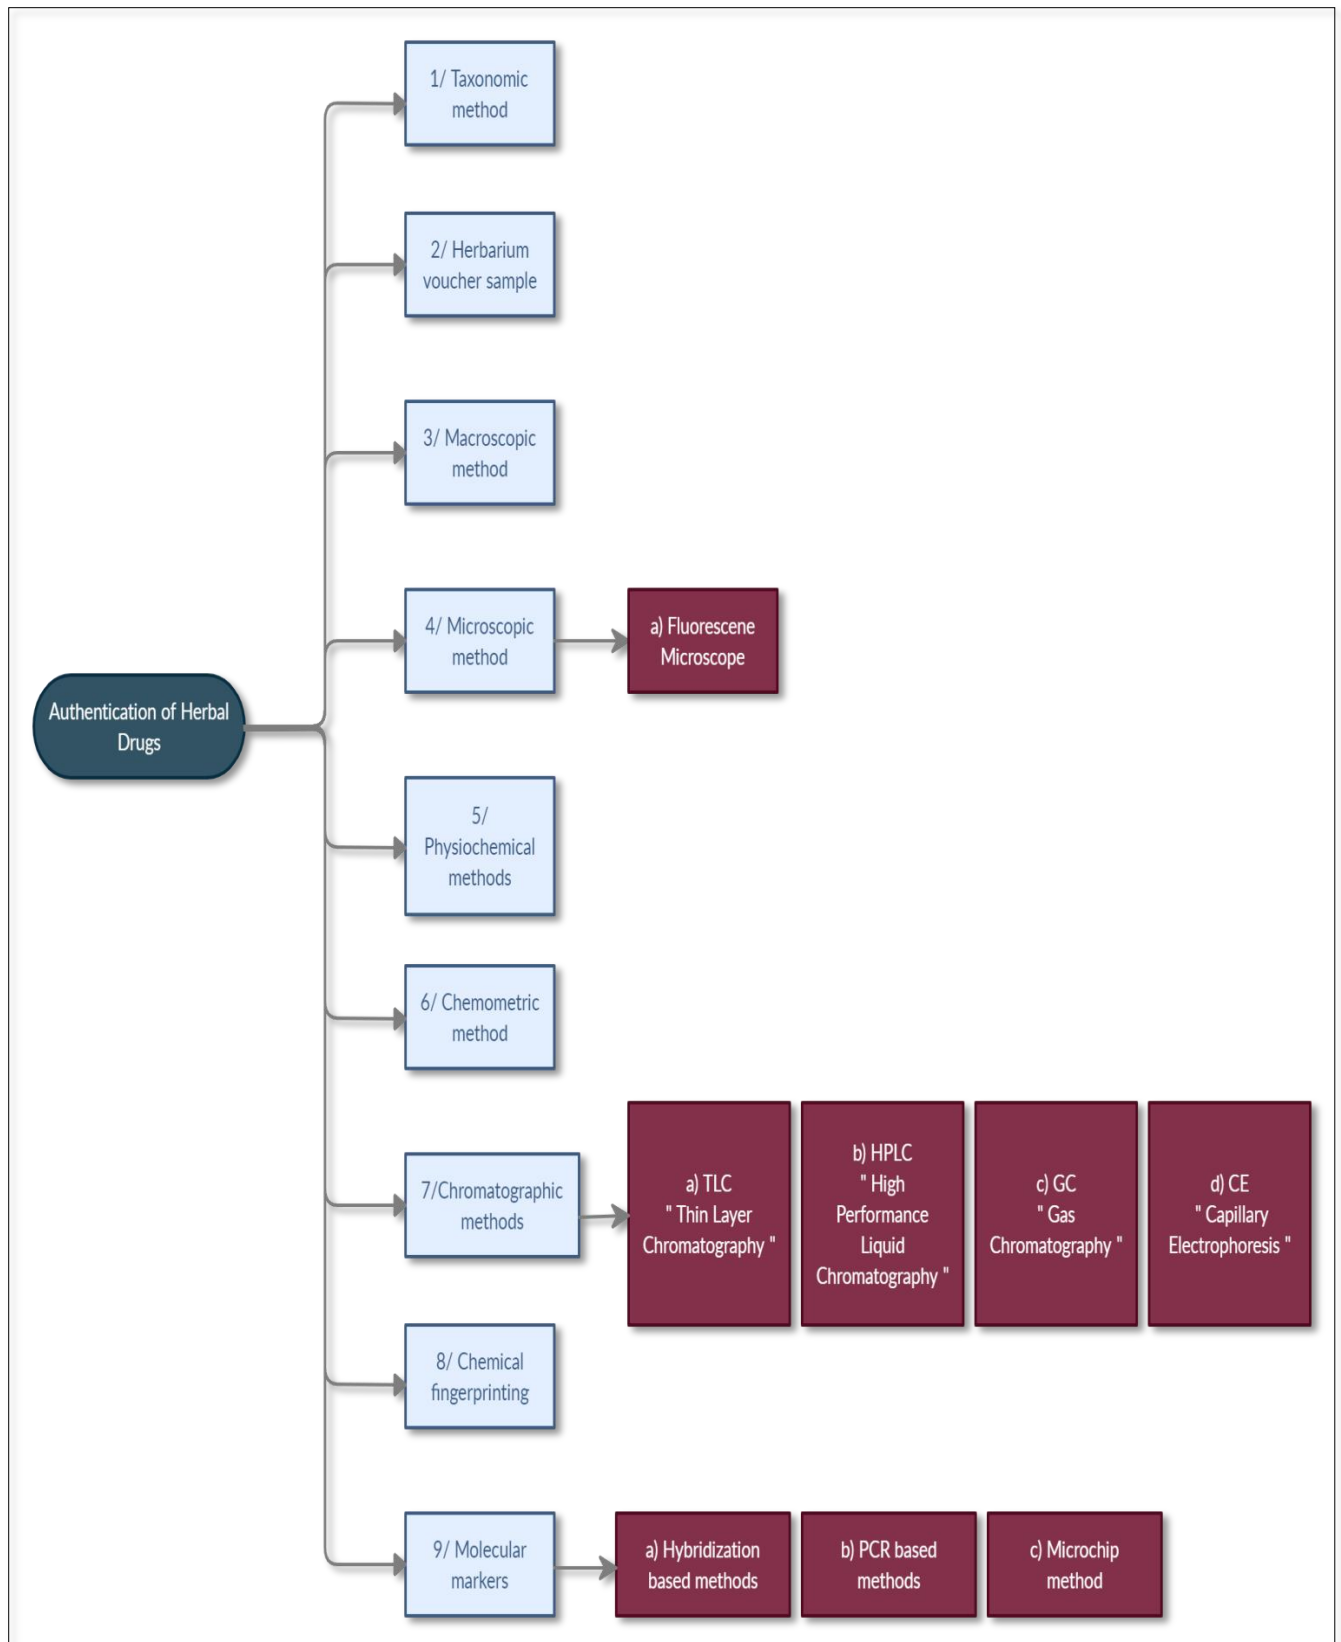 1/ Taxonomic
method
2/ Herbarium
voucher sample
3/ Macroscopic
method
4/ Microscopic
method
a) Fluorescene
Microscope
Authentication of Herbal
Drugs
5/
Physiochemical
methods
6/ Chemometric
method
7/Chromatographic
methods
a) TLC
" Thin Layer
Chromatography "
b) HPLC
" High
Performance
Liquid
Chromatography "
c) GC
" Gas
Chromatography "
d) CE
" Capillary
Electrophoresis "
8/ Chemical
fingerprinting
9/ Molecular
markers
a) Hybridization
based methods
b) PCR based
methods
c) Microchip
method